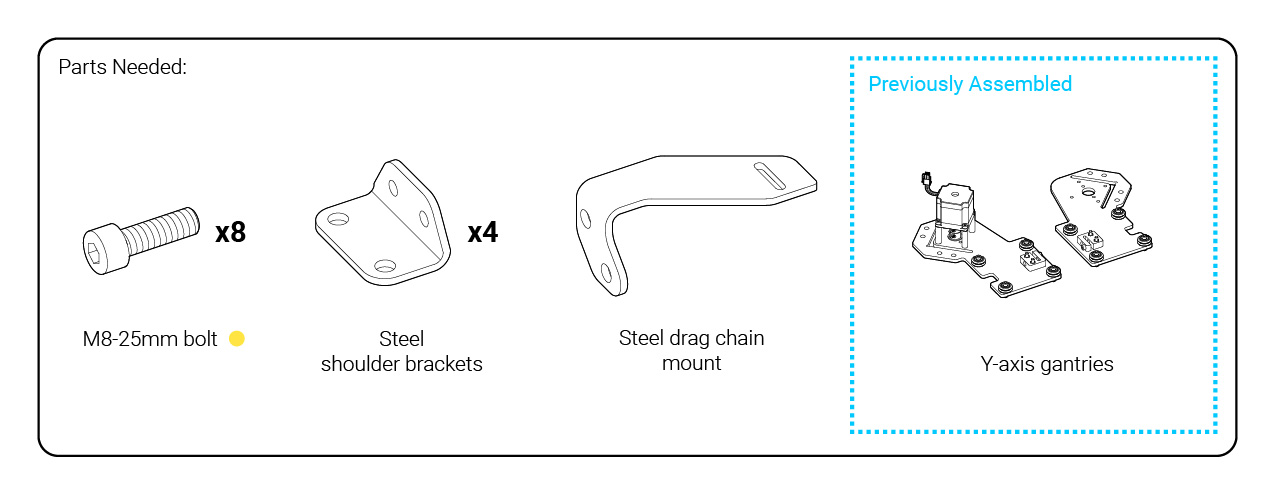 Parts Needed:
Previously Assembled
x8
x4
M8-25mm bolt
Steel
shoulder brackets
Steel drag chain
mount
Y-axis gantries